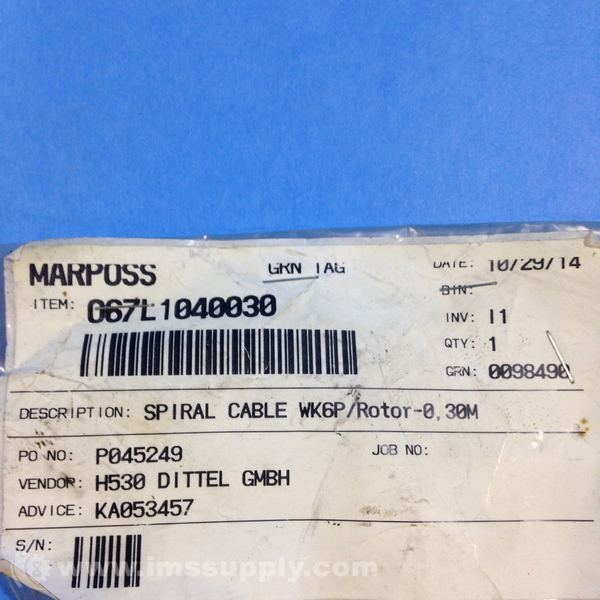 MARPOSS GRN TAG DATE: 10/29/14
ITEM: O67L1040030 BIN:
INV: I1
QTY: 1
GRN: 0098490
DESCRIPTION: SPIRAL CABLE WK6P/Rotor-0,30M
PO NO: P045249 JOB NO:
VENDOR: H530 DITTEL GMBH
ADVICE: KA053457
S/N:
www.imssupply.com